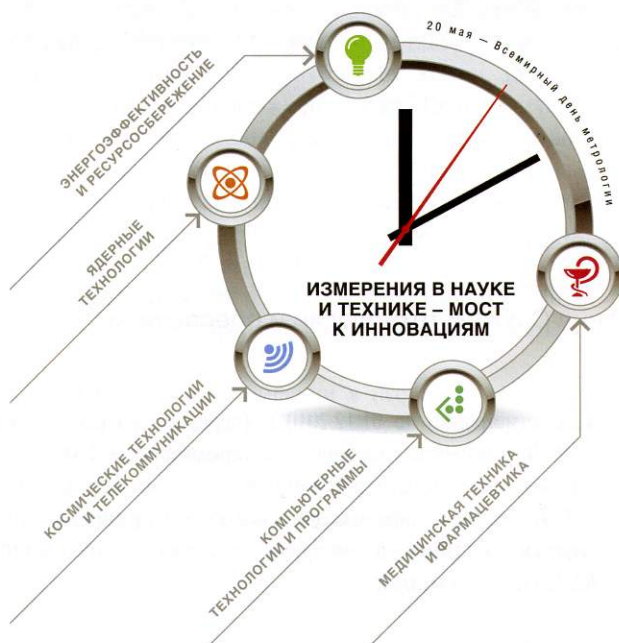 20 мая — Всемирный день метрологии
ЭНЕРГОЭФФЕКТИВНОСТЬ
И РЕСУРСОСБЕРЕЖЕНИЕ
ЯДЕРНЫЕ
ТЕХНОЛОГИИ
ИЗМЕРЕНИЯ В НАУКЕ
И ТЕХНИКЕ – МОСТ
К ИННОВАЦИЯМ
КОСМИЧЕСКИЕ ТЕХНОЛОГИИ
И ТЕЛЕКОММУНИКАЦИИ
КОМПЬЮТЕРНЫЕ
ТЕХНОЛОГИИ И ПРОГРАММЫ
МЕДИЦИНСКАЯ ТЕХНИКА
И ФАРМАЦЕВТИКА